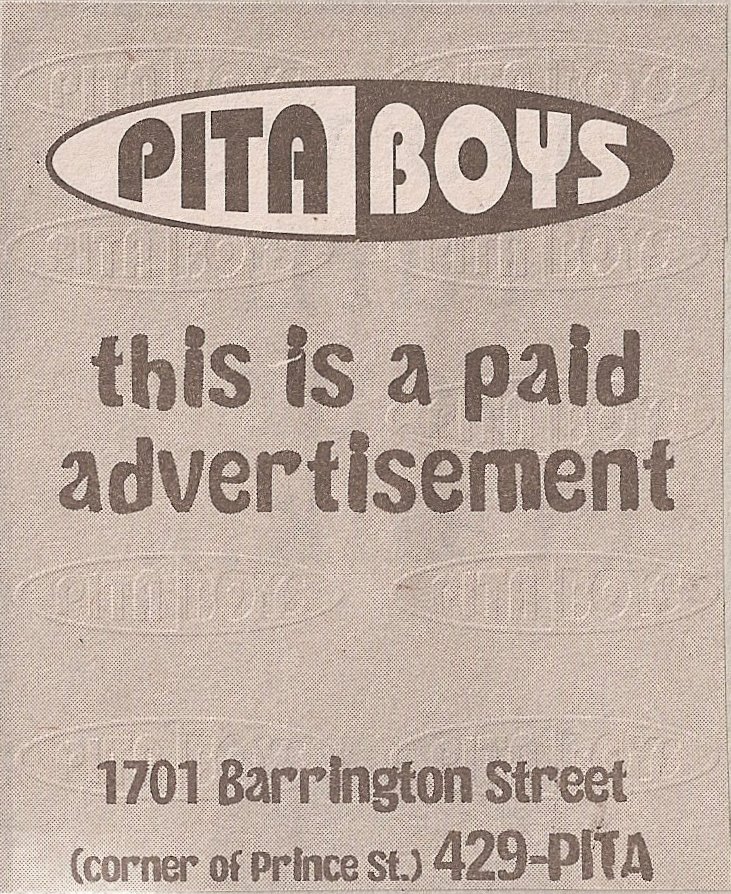 PITA BOYS
this is a paid
advertisement
1701 Barrington Street
(corner of Prince St.) 429-PITA